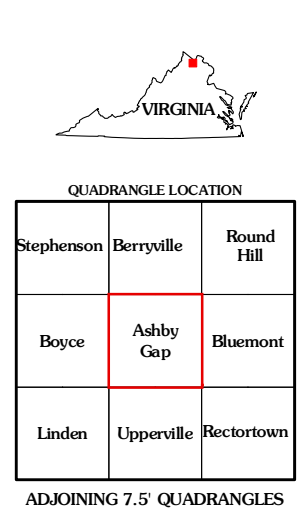 VIRGINIA
QUADRANGLE LOCATION
Stephenson Berryville Round
Hill
Boyce Ashby
Gap Bluemont
Linden Upperville Rectortown
ADJOINING 7.5' QUADRANGLES